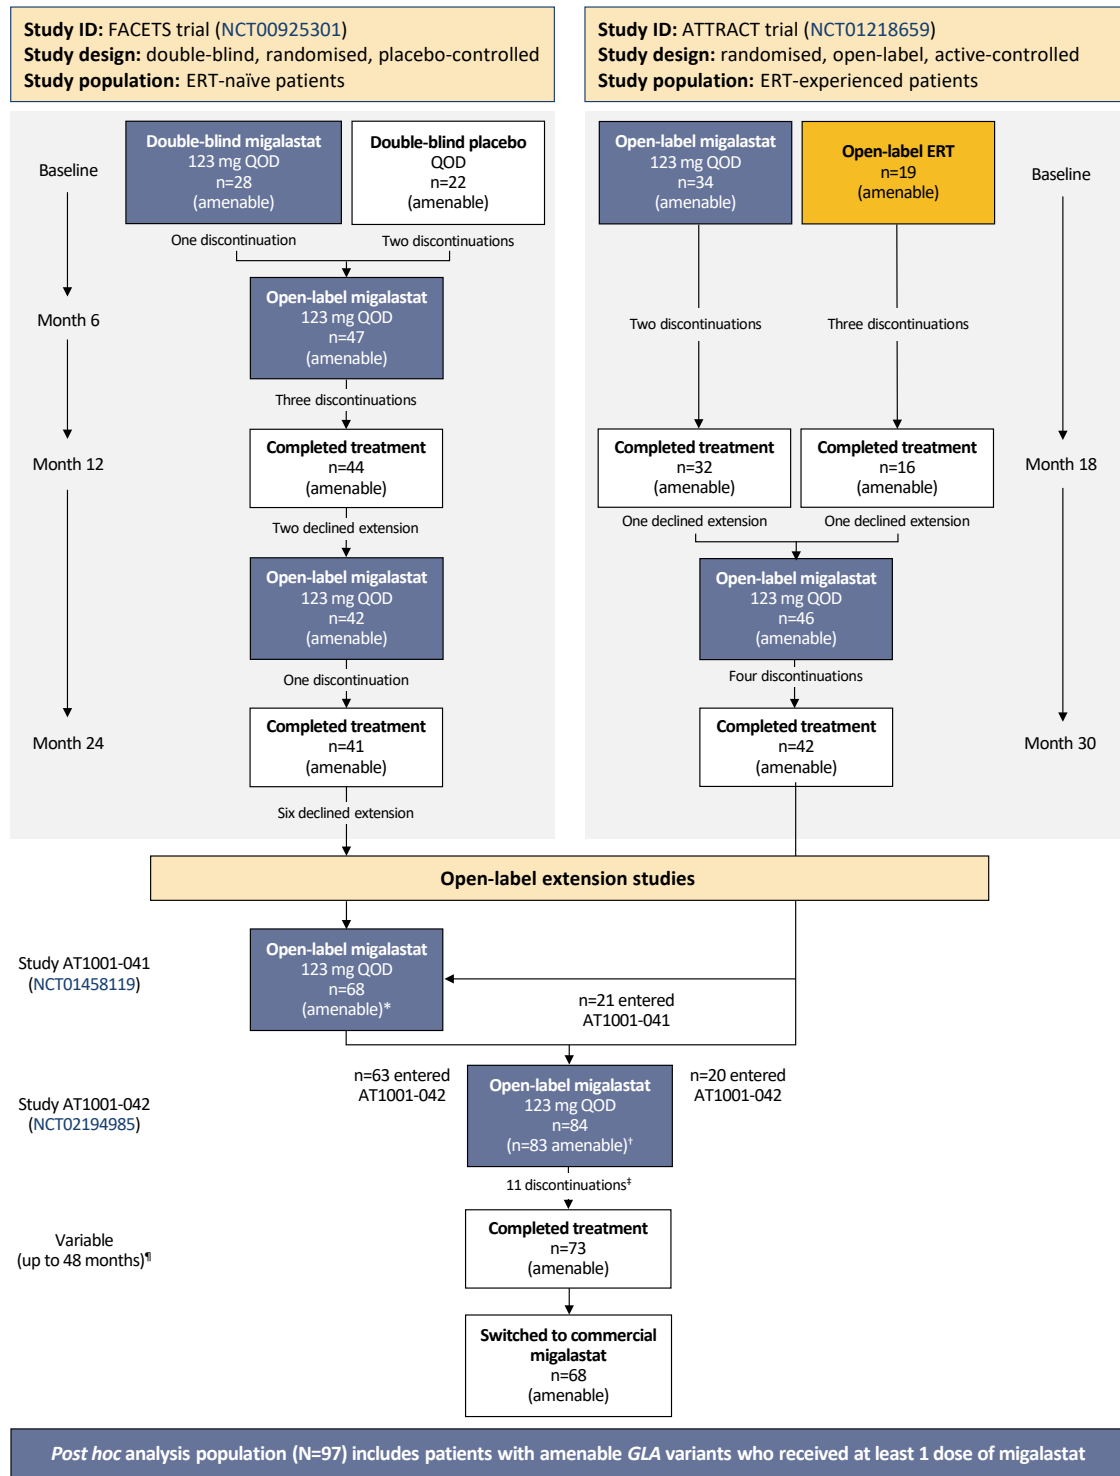 Study ID: FACETS trial (NCT00925301)
Study design: double-blind, randomised, placebo-controlled
Study population: ERT-naïve patients
Study ID: ATTRACT trial (NCT01218659)
Study design: randomised, open-label, active-controlled
Study population: ERT-experienced patients
Baseline
Double-blind migalastat
123 mg QOD
n=28
(amenable)
Double-blind placebo
QOD
n=22
(amenable)
One discontinuation
Two discontinuations
Month 6
Open-label migalastat
123 mg QOD
n=47
(amenable)
Three discontinuations
Month 12
Completed treatment
n=44
(amenable)
Two declined extension
Open-label migalastat
123 mg QOD
n=42
(amenable)
One discontinuation
Month 24
Completed treatment
n=41
(amenable)
Six declined extension
Open-label migalastat
123 mg QOD
n=34
(amenable)
Open-label ERT
n=19
(amenable)
Baseline
Two discontinuations
Three discontinuations
Completed treatment
n=32
(amenable)
Completed treatment
n=16
(amenable)
Month 18
One declined extension
One declined extension
Open-label migalastat
123 mg QOD
n=46
(amenable)
Four discontinuations
Completed treatment
n=42
(amenable)
Month 30
Open-label extension studies
Study AT1001-041
(NCT01458119)
Open-label migalastat
123 mg QOD
n=68
(amenable)*
n=21 entered
AT1001-041
Study AT1001-042
(NCT02194985)
n=63 entered
AT1001-042
Open-label migalastat
123 mg QOD
n=84
(n=83 amenable)†
n=20 entered
AT1001-042
11 discontinuations‡
Variable
(up to 48 months)¶
Completed treatment
n=73
(amenable)
Switched to commercial
migalastat
n=68
(amenable)
Post hoc analysis population (N=97) includes patients with amenable GLA variants who received at least 1 dose of migalastat